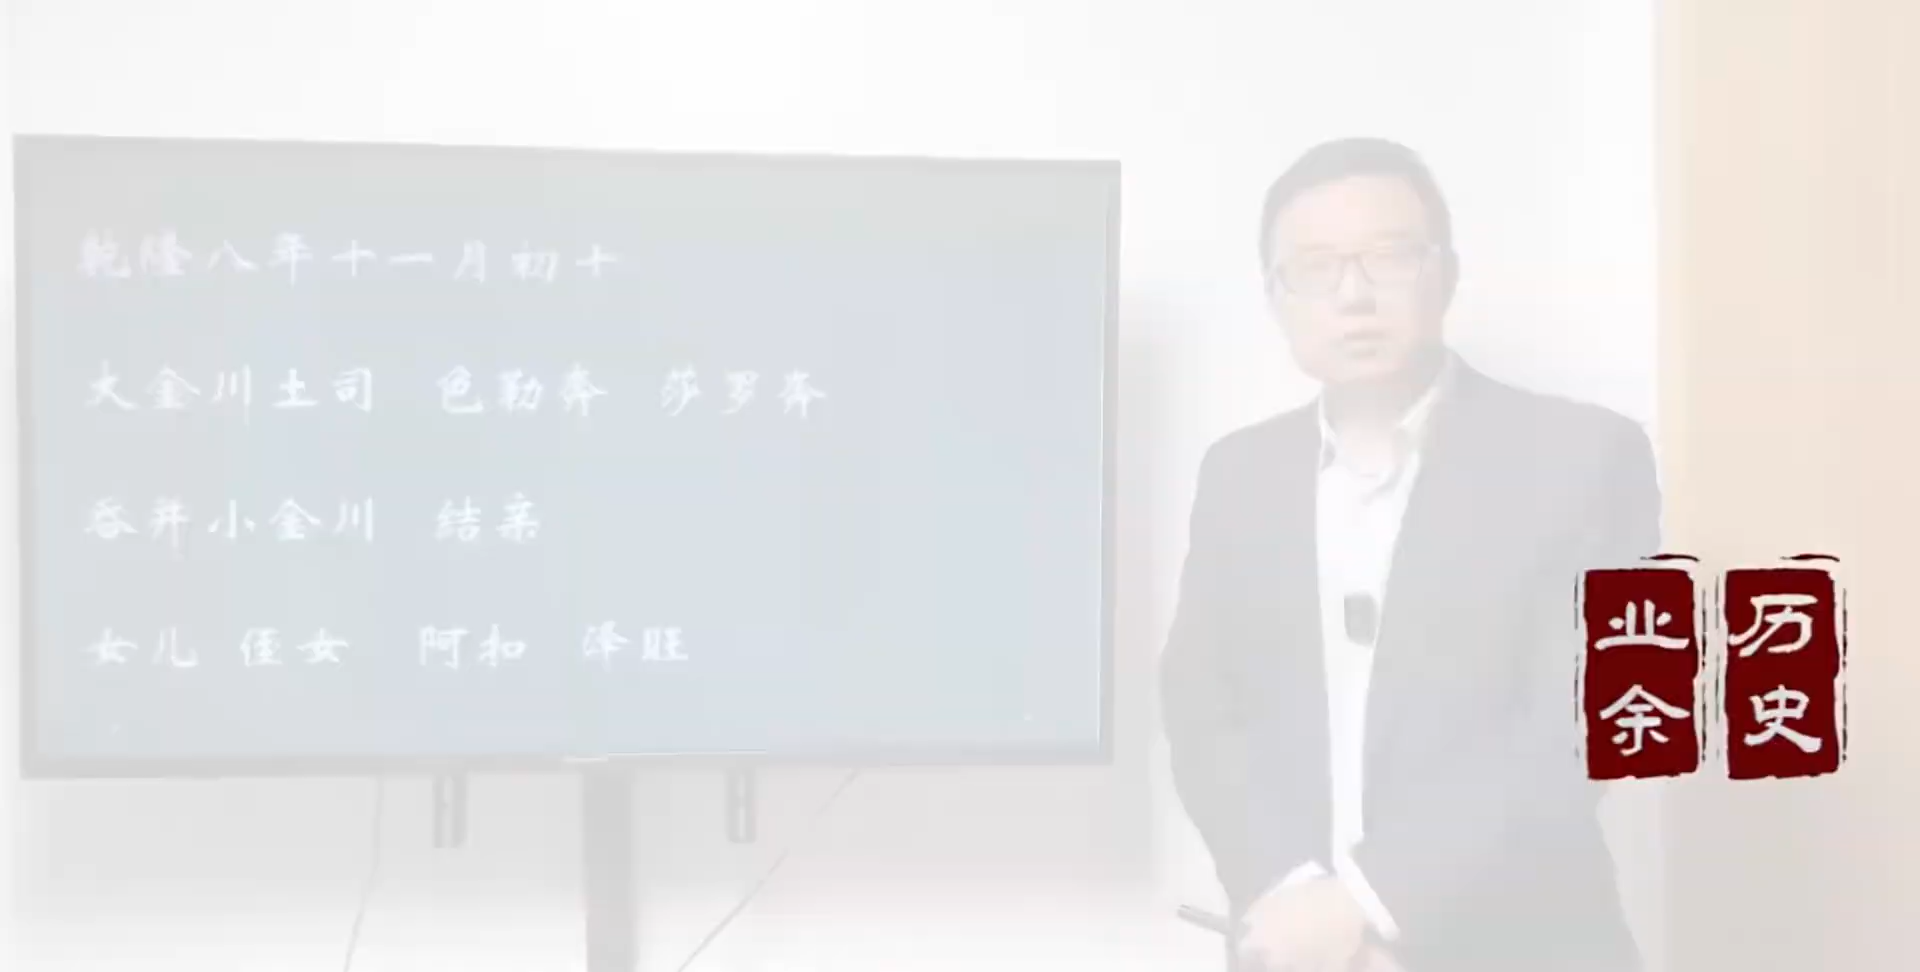 乾隆八年十一月初十
大金川土司 色勒奔 莎罗奔
吞并小金川 结亲
女儿 侄女 阿扣 泽旺
历史
业余